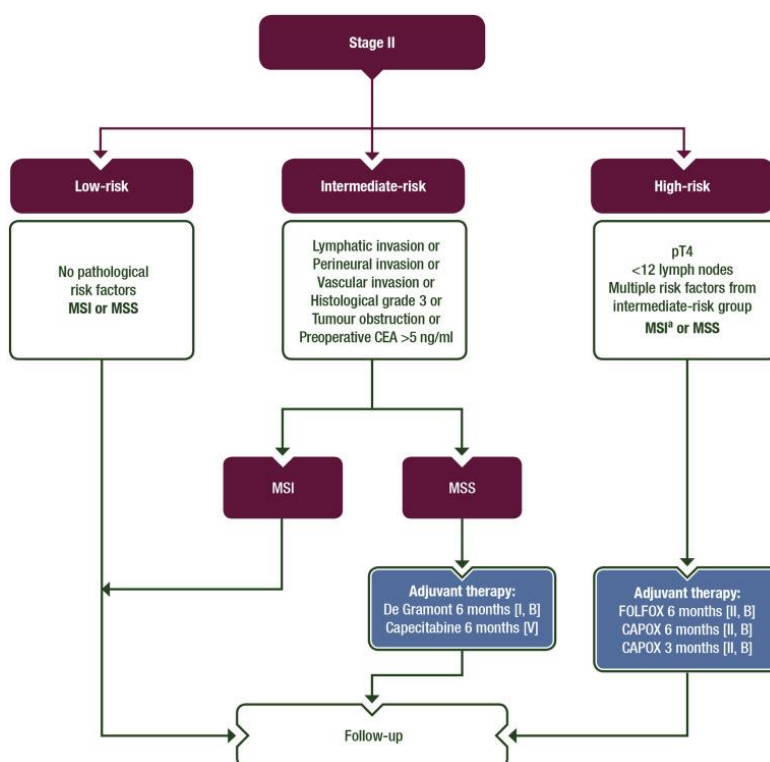 Stage II
Low-risk
Intermediate-risk
High-risk
No pathological
risk factors
MSI or MSS
Lymphatic invasion or
Perineural invasion or
Vascular invasion or
Histological grade 3 or
Tumour obstruction or
Preoperative CEA >5 ng/ml
pT4
<12 lymph nodes
Multiple risk factors from
intermediate-risk group
MSIᵃ or MSS
MSI
MSS
Adjuvant therapy:
De Gramont 6 months [I, B]
Capecitabine 6 months [V]
Adjuvant therapy:
FOLFOX 6 months [II, B]
CAPOX 6 months [II, B]
CAPOX 3 months [II, B]
Follow-up